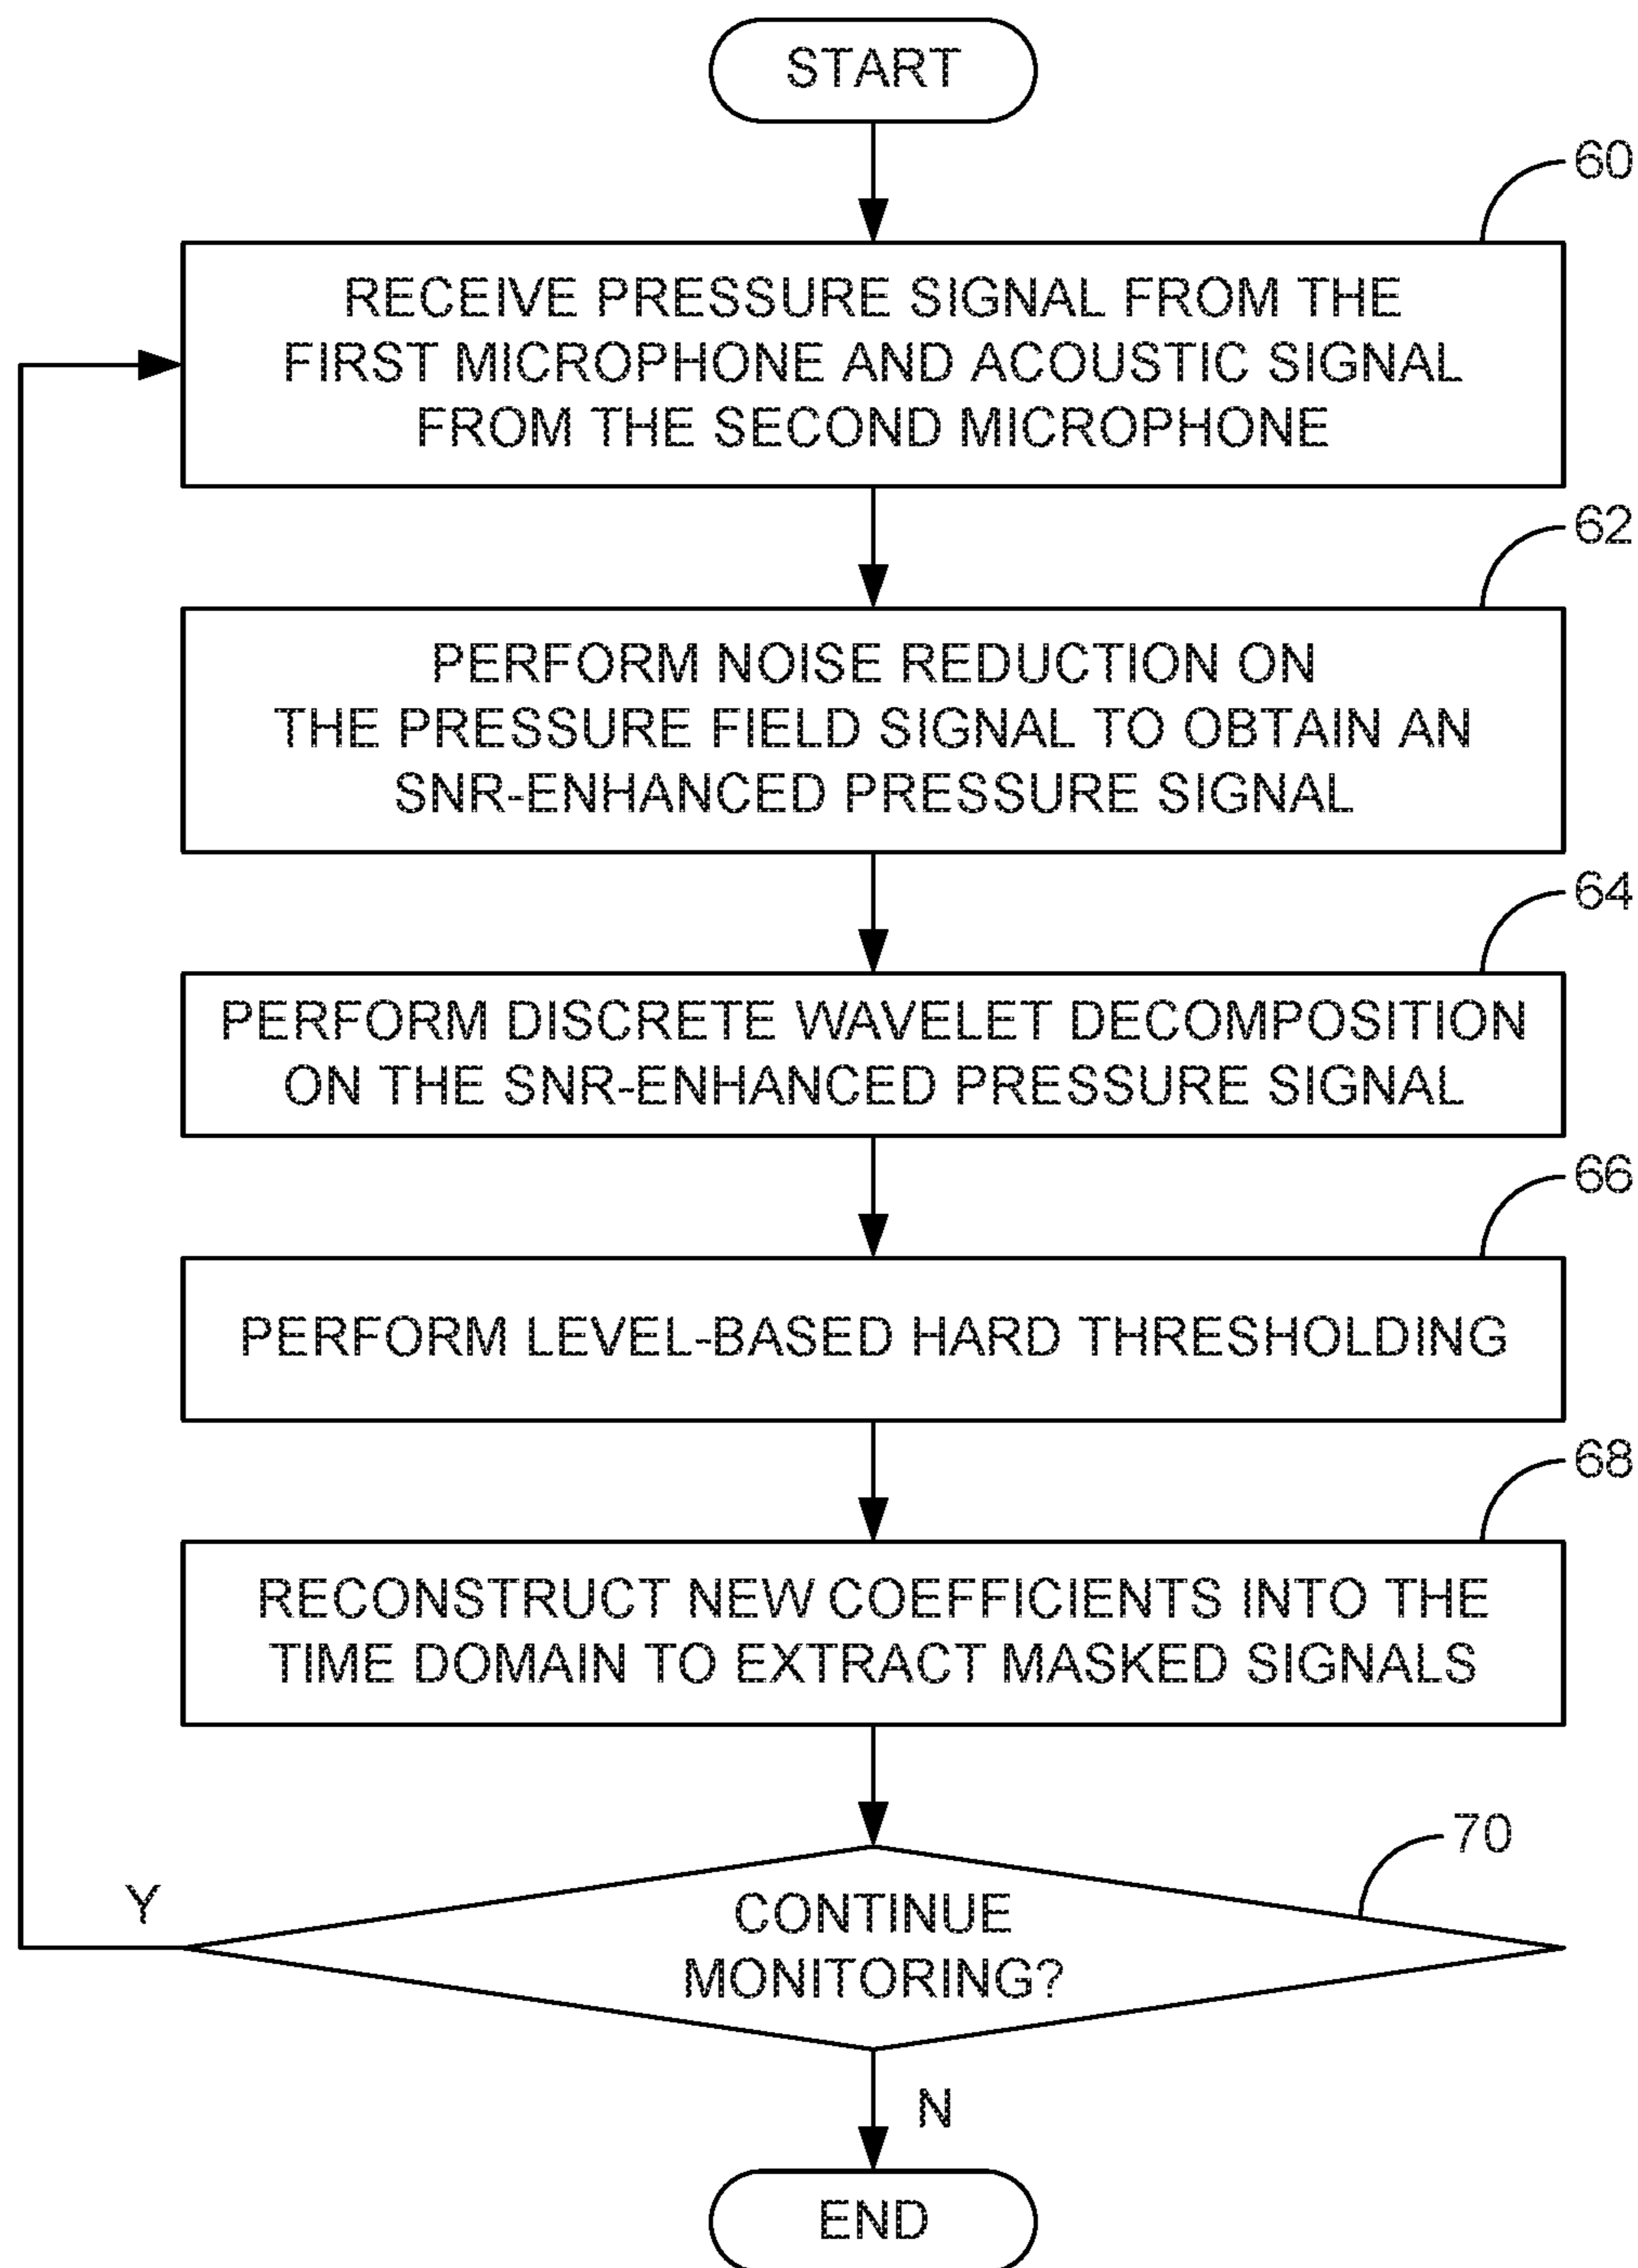 START
60
RECEIVE PRESSURE SIGNAL FROM THE
FIRST MICROPHONE AND ACOUSTIC SIGNAL
FROM THE SECOND MICROPHONE
62
PERFORM NOISE REDUCTION ON
THE PRESSURE FIELD SIGNAL TO OBTAIN AN
SNR-ENHANCED PRESSURE SIGNAL
64
PERFORM DISCRETE WAVELET DECOMPOSITION
ON THE SNR-ENHANCED PRESSURE SIGNAL
66
PERFORM LEVEL-BASED HARD THRESHOLDING
68
RECONSTRUCT NEW COEFFICIENTS INTO THE
TIME DOMAIN TO EXTRACT MASKED SIGNALS
70
Y
CONTINUE
MONITORING?
N
END